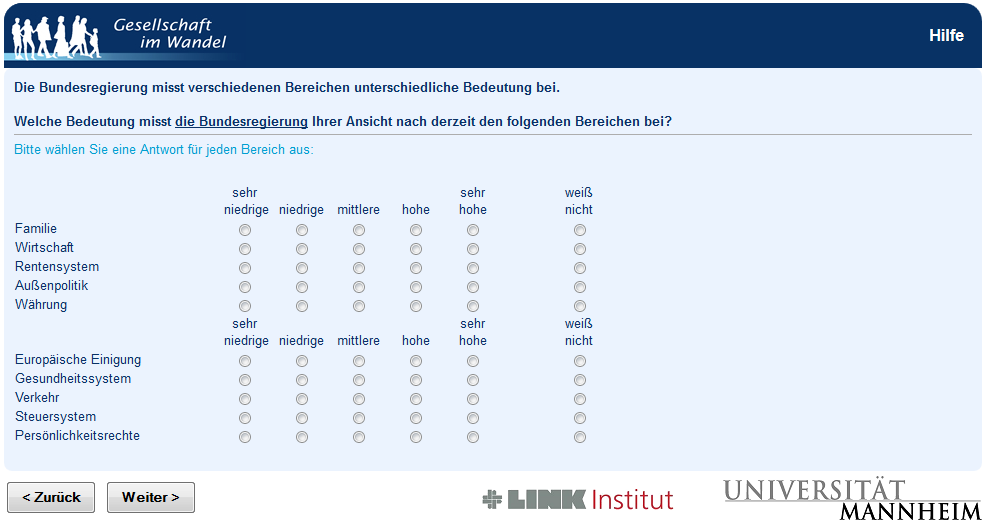 Gesellschaft
im Wandel
Hilfe
Die Bundesregierung misst verschiedenen Bereichen unterschiedliche Bedeutung bei.
Welche Bedeutung misst die Bundesregierung Ihrer Ansicht nach derzeit den folgenden Bereichen bei?
Bitte wählen Sie eine Antwort für jeden Bereich aus:
sehr sehr weiß
niedrige niedrige mittlere hohe hohe nicht
Familie
Wirtschaft
Rentensystem
Außenpolitik
Währung
sehr sehr weiß
niedrige niedrige mittlere hohe hohe nicht
Europäische Einigung
Gesundheitssystem
Verkehr
Steuersystem
Persönlichkeitsrechte
< Zurück Weiter >
LINK Institut
UNIVERSITÄT
MANNHEIM